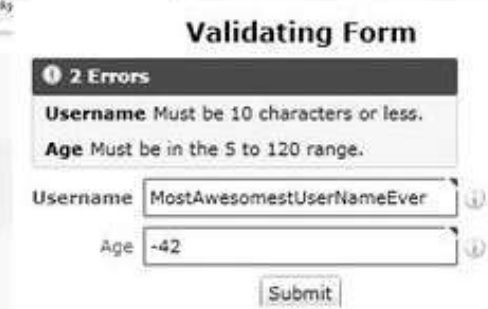 Validating Form
2 Errors
Username Must be 10 characters or less.
Age Must be in the 5 to 120 range.
Username MostAwesomestUserNameEver
Age -42
Submit